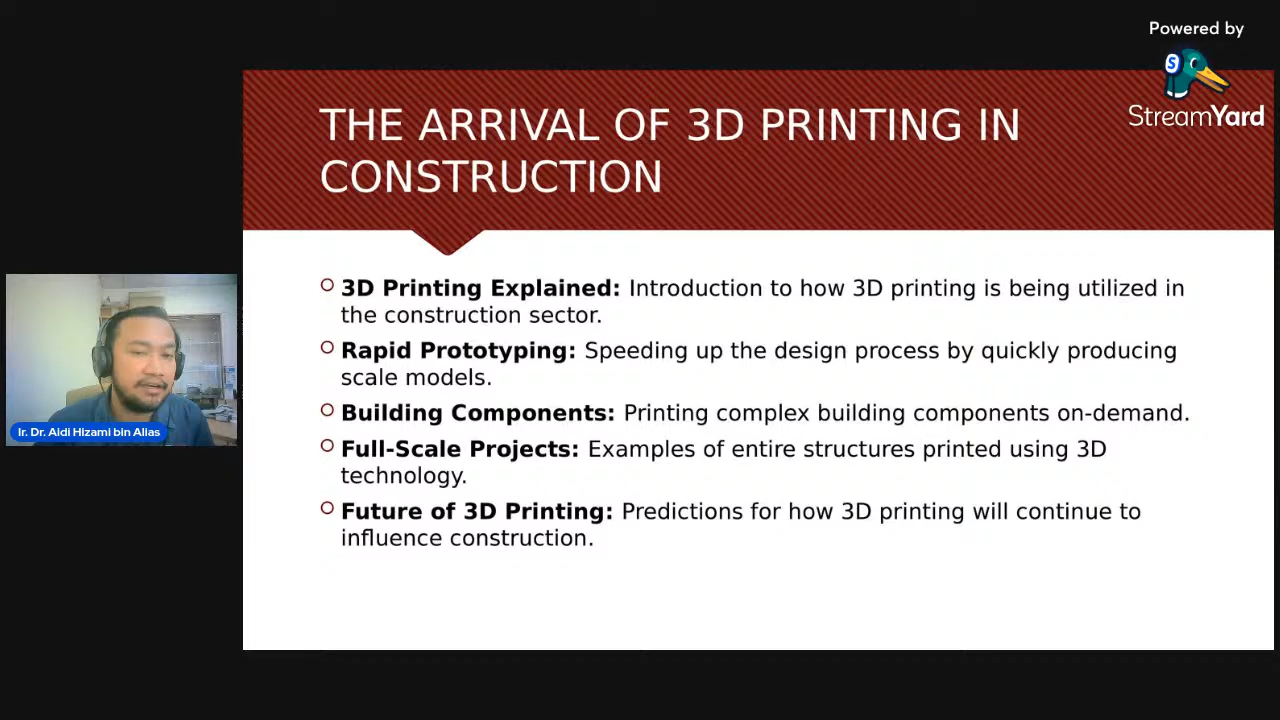 Powered by
StreamYard
THE ARRIVAL OF 3D PRINTING IN
CONSTRUCTION
3D Printing Explained: Introduction to how 3D printing is being utilized in
the construction sector.
Rapid Prototyping: Speeding up the design process by quickly producing
scale models.
Building Components: Printing complex building components on-demand.
Full-Scale Projects: Examples of entire structures printed using 3D
technology.
Future of 3D Printing: Predictions for how 3D printing will continue to
influence construction.
Ir. Dr. Aidi Hizami bin Alias